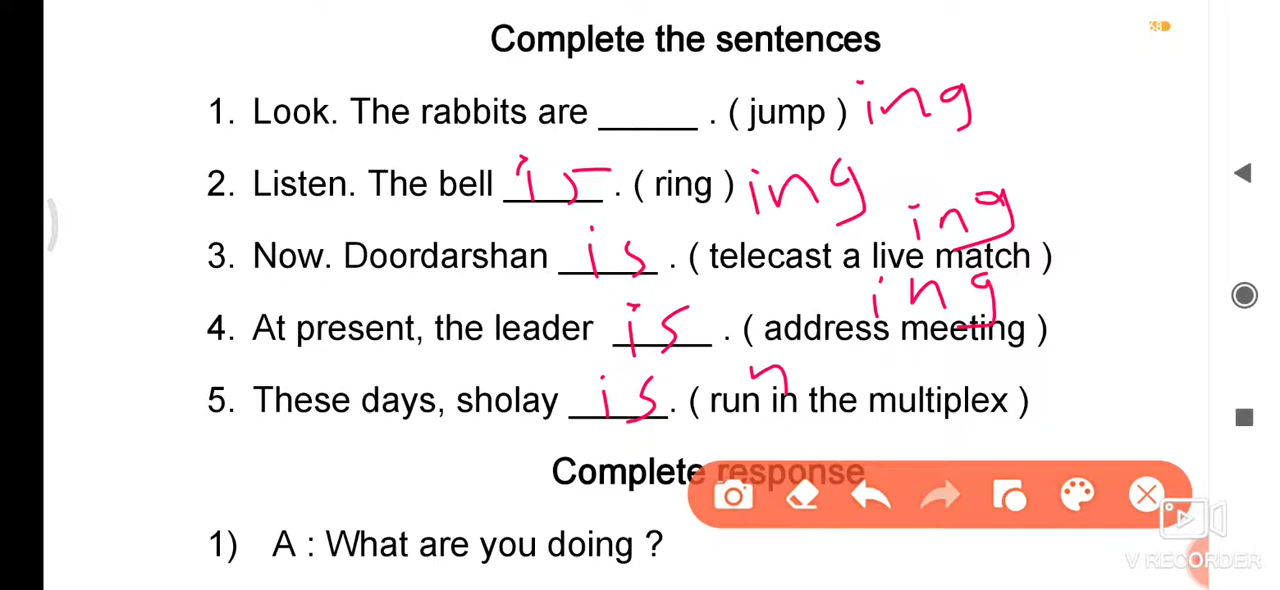 68
Complete the sentences
1. Look. The rabbits are _____ . ( jump ) ing
2. Listen. The bell is . ( ring ) ing
ing
3. Now. Doordarshan is . ( telecast a live match )
ing
4. At present, the leader is . ( address meeting )
n
5. These days, sholay is . ( run in the multiplex )
Complete response
1) A : What are you doing ?
V RECORDER